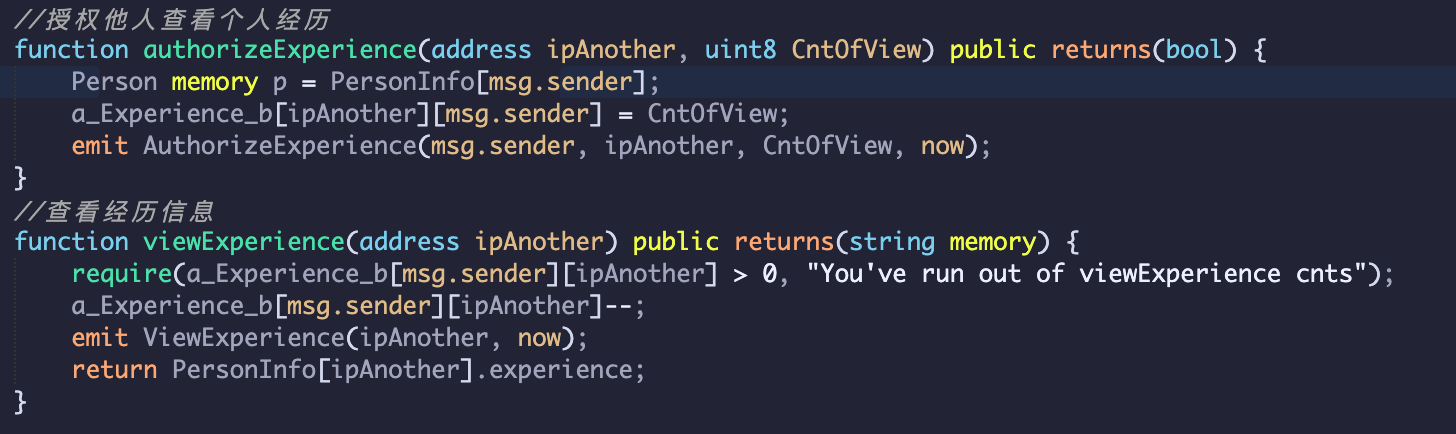 //授权他人查看个人经历
function authorizeExperience(address ipAnother, uint8 CntOfView) public returns(bool) {
    Person memory p = PersonInfo[msg.sender];
    a_Experience_b[ipAnother][msg.sender] = CntOfView;
    emit AuthorizeExperience(msg.sender, ipAnother, CntOfView, now);
}
//查看经历信息
function viewExperience(address ipAnother) public returns(string memory) {
    require(a_Experience_b[msg.sender][ipAnother] > 0, "You've run out of viewExperience cnts");
    a_Experience_b[msg.sender][ipAnother]--;
    emit ViewExperience(ipAnother, now);
    return PersonInfo[ipAnother].experience;
}